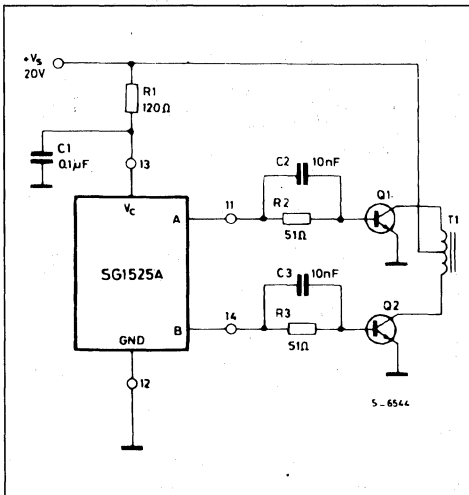 +Vs
20V
R1
120Ω
C1
0.1µF
13
Vc
C2 10nF
A
11
R2
51Ω
Q1
T1
SG1525A
C3 10nF
B
14
R3
51Ω
Q2
GND
12
S-6544